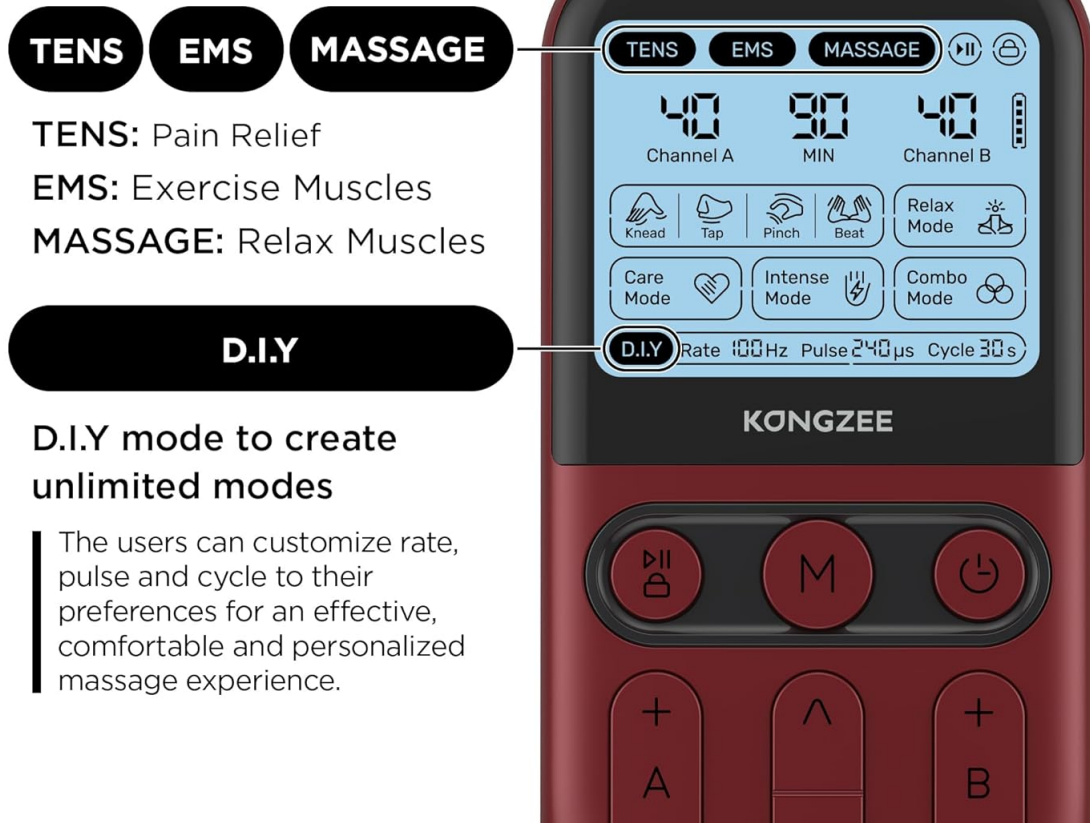 TENS EMS MASSAGE
TENS: Pain Relief
EMS: Exercise Muscles
MASSAGE: Relax Muscles
D.I.Y
D.I.Y mode to create
unlimited modes
The users can customize rate,
pulse and cycle to their
preferences for an effective,
comfortable and personalized
massage experience.
TENS EMS MASSAGE
40 90 40
Channel A MIN Channel B
Knead Tap Pinch Beat
Relax
Mode
Care
Mode
Intense
Mode
Combo
Mode
D.I.Y Rate 100Hz Pulse 240µs Cycle 30s
KONGZEE
M
+ +
A B